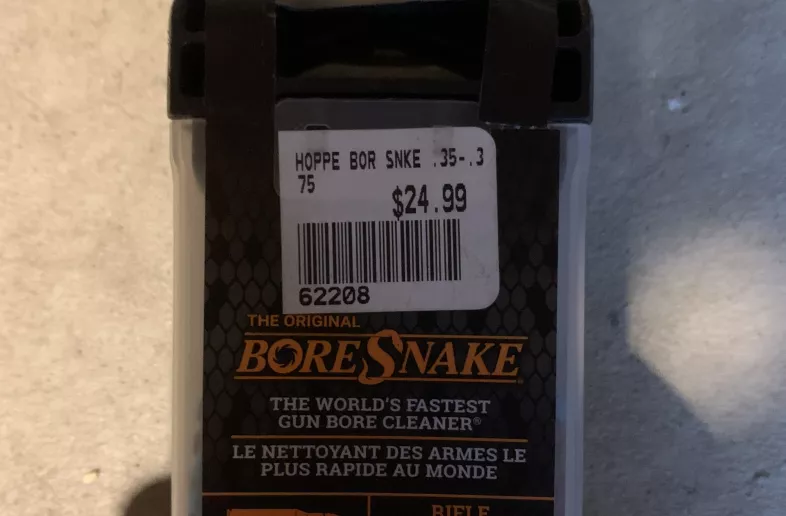 HOPPE BOR SNKE .35-.3
75
$24.99
62208
THE ORIGINAL
BORESNAKE
THE WORLD'S FASTEST
GUN BORE CLEANER®
LE NETTOYANT DES ARMES LE
PLUS RAPIDE AU MONDE
RIFLE